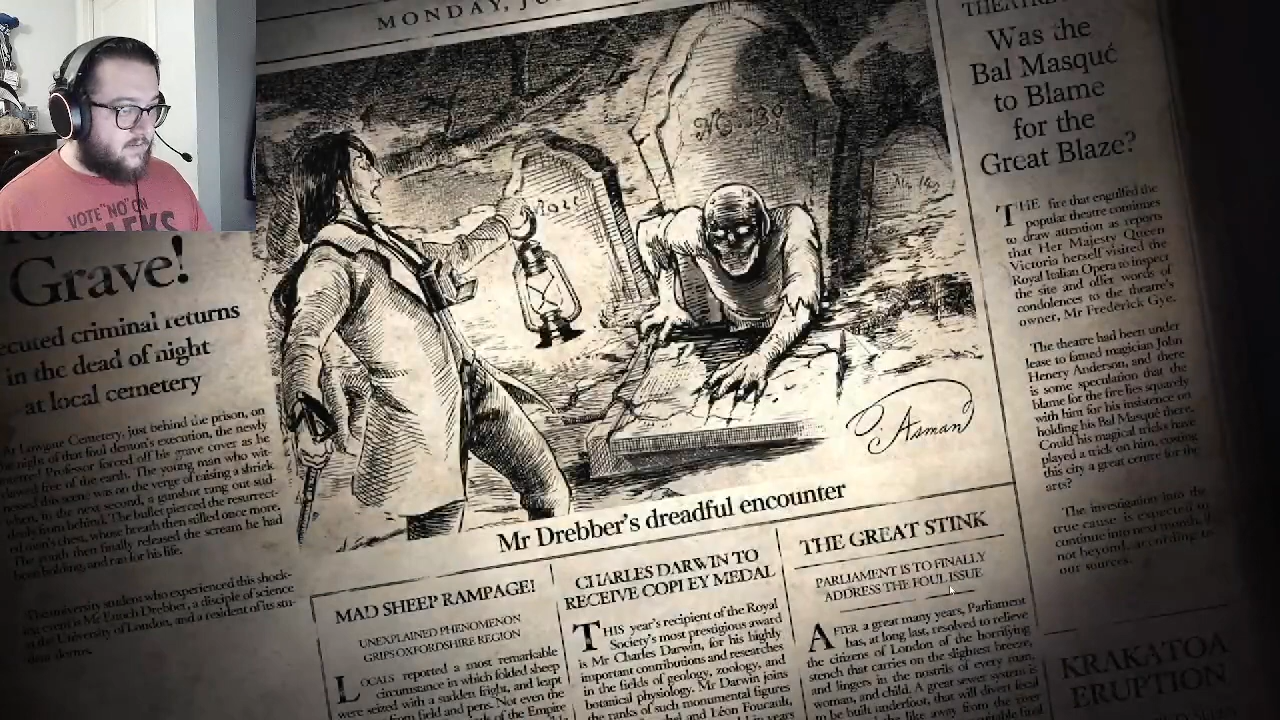 MONDAY,
VOTE "NO" ON
Grave!
ecuted criminal returns
in the dead of night
at local cemetery
At Lowgate Cemetery, just behind the prison, on
the night of that foul demon's execution, the newly
Professor forced off his grave cover as he
clawed free of the earth. The young man who wit-
nessed this scene was on the verge of raising a shriek
when, in the next second, a gunshot rang out sud-
denly from behind. The bullet pierced the resurrect-
ed man's chest, whose breath then stilled once more.
The youth then finally released the scream he had
been holding, and ran for his life.
The university student who experienced this shock-
ing event is Mr Enoch Drebber, a disciple of science
at the University of London, and a resident of its stu-
dent dorms.
No. 139
Asman
Mr Drebber's dreadful encounter
MAD SHEEP RAMPAGE!
UNEXPLAINED PHENOMENON
GRIPS OXFORDSHIRE REGION
LOCALS reported a most remarkable
circumstance in which folded sheep
were seized with a sudden fright, and leapt
from field and pens. Not even the
of the Empire
CHARLES DARWIN TO
RECEIVE COPLEY MEDAL
THIS year's recipient of the Royal
Society's most prestigious award
is Mr Charles Darwin, for his highly
important contributions and researches
in the fields of geology, zoology, and
botanical physiology. Mr Darwin joins
the ranks of such monumental figures
and Léon Foucault,
THE GREAT STINK
PARLIAMENT IS TO FINALLY
ADDRESS THE FOUL ISSUE
AFTER a great many years, Parliament
has, at long last, resolved to relieve
the citizens of London of the horrifying
stench that carries on the slightest breeze,
and lingers in the nostrils of every man,
woman, and child. A great sewer system is
to be built underfoot, that will divert foul
the like away from
Was the
Bal Masqué
to Blame
for the
Great Blaze?
THE fire that engulfed the
popular theatre continues
to draw attention as reports
that Her Majesty Queen
Victoria herself visited the
Royal Italian Opera to inspect
the site and offer words of
condolences to the theatre's
owner, Mr Frederick Gye.
The theatre had been under
lease to famed magician John
Henery Anderson, and there
is some speculation that the
blame for the fire lies squarely
with him for his insistence on
holding his Bal Masqué there.
Could his magical tricks have
played a trick on him, costing
this city a great centre for the
arts?
The investigation into the
true cause is expected to
continue into next month, if
not beyond, according to
our sources.
KRAKATOA
ERUPTION